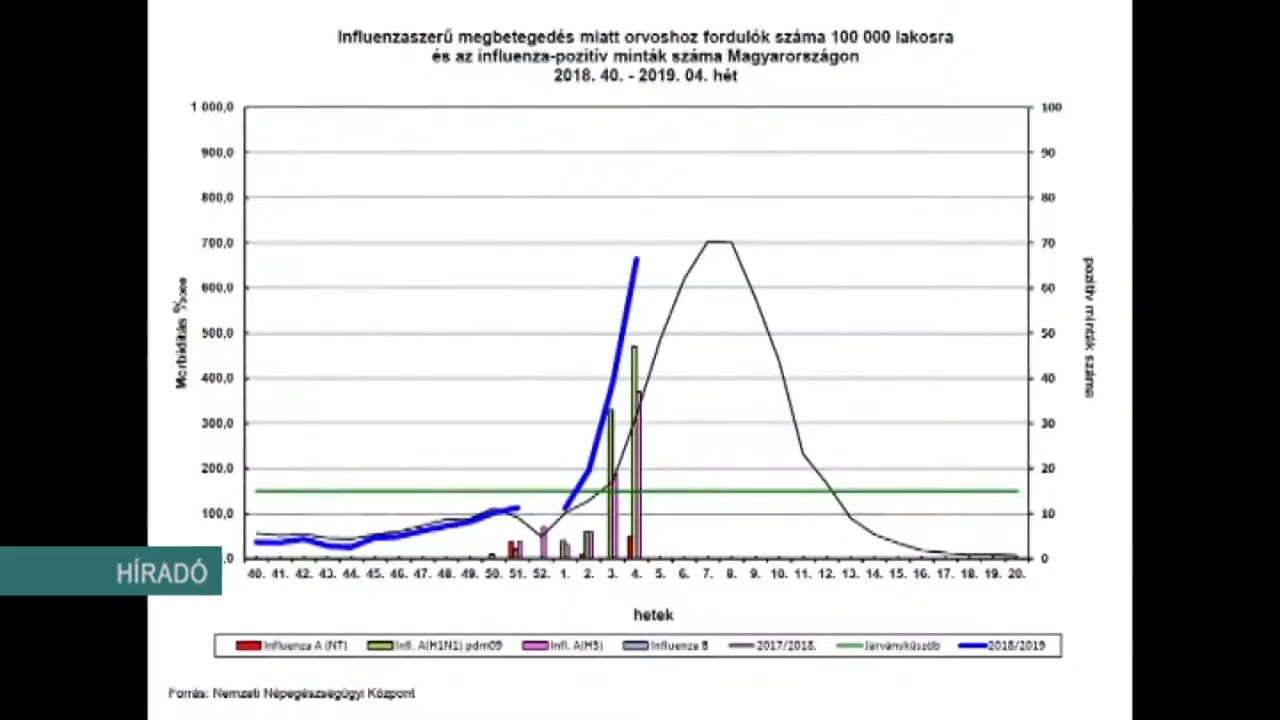 Influenzaszerű megbetegedés miatt orvoshoz fordulók száma 100 000 lakosra
és az influenza-pozitív minták száma Magyarországon
2018. 40. - 2019. 04. hét
1 000,0
900,0
800,0
700,0
600,0
500,0
400,0
300,0
200,0
100,0
,0
Morbiditás %ooo
100
90
80
70
60
50
40
30
20
10
0
pozitív minták száma
40. 41. 42. 43. 44. 45. 46. 47. 48. 49. 50. 51. 52. 1. 2. 3. 4. 5. 6. 7. 8. 9. 10. 11. 12. 13. 14. 15. 16. 17. 18. 19. 20.
HÍRADÓ
hetek
Influenza A (NT) Infl. A(H1N1) pdm09 Infl. A(H3) Influenza B 2017/2018. Járványküszöb 2018/2019
Forrás: Nemzeti Népegészségügyi Központ